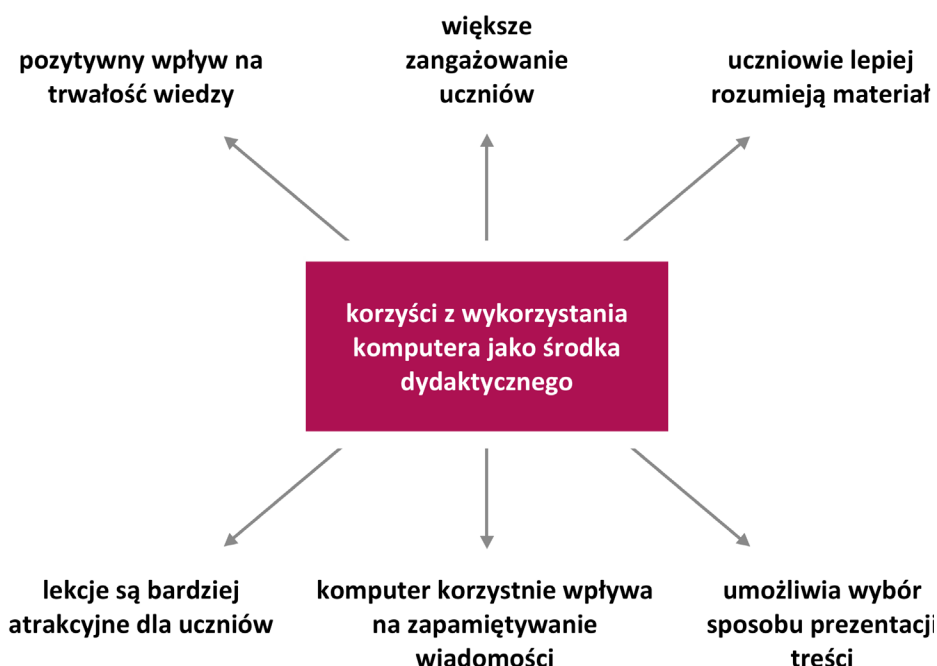 pozytywny wpływ na
trwałość wiedzy
większe
zangażowanie
uczniów
uczniowie lepiej
rozumieją materiał
korzyści z wykorzystania
komputera jako środka
dydaktycznego
lekcje są bardziej
atrakcyjne dla uczniów
komputer korzystnie wpływa
na zapamiętywanie
wiadomości
umożliwia wybór
sposobu prezentacji
treści